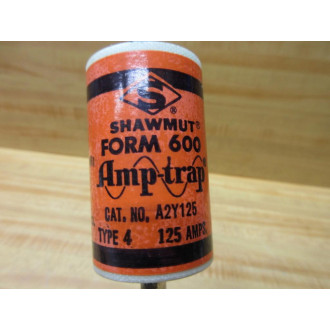 S
®
SHAWMUT®
FORM 600
Amp-trap®
CAT. NO. A2Y125
TYPE 4 125 AMPS.